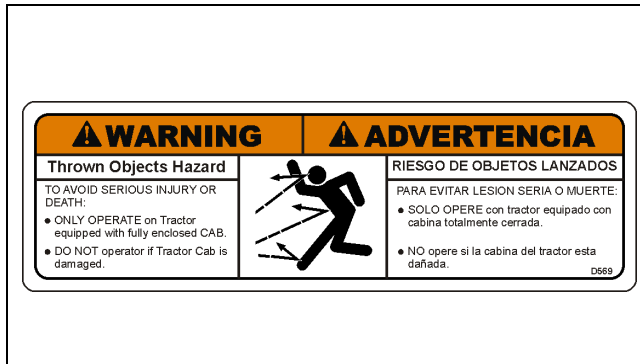 WARNING
Thrown Objects Hazard
TO AVOID SERIOUS INJURY OR
DEATH:
● ONLY OPERATE on Tractor
equipped with fully enclosed CAB.
● DO NOT operator if Tractor Cab is
damaged.
ADVERTENCIA
RIESGO DE OBJETOS LANZADOS
PARA EVITAR LESION SERIA O MUERTE:
● SOLO OPERE con tractor equipado con
cabina totalmente cerrada.
● NO opere si la cabina del tractor esta
dañada.
D569